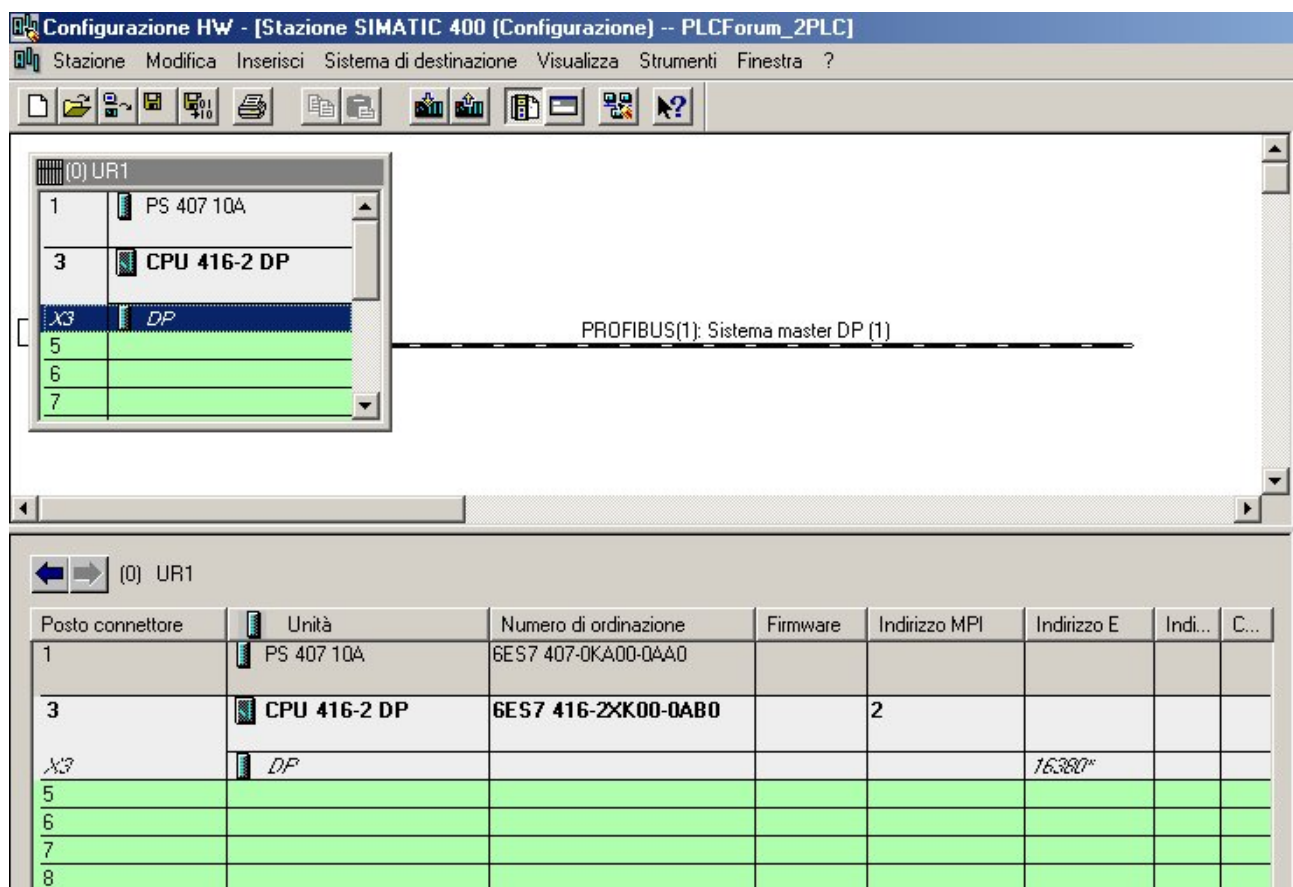 Configurazione HW - [Stazione SIMATIC 400 (Configurazione) -- PLCForum_2PLC]
Stazione Modifica Inserisci Sistema di destinazione Visualizza Strumenti Finestra ?
(0) UR1
1 PS 407 10A
3 CPU 416-2 DP
X3 DP
5
6
7
PROFIBUS(1): Sistema master DP (1)
(0) UR1
Posto connettore Unità Numero di ordinazione Firmware Indirizzo MPI Indirizzo E Indi... C...
1 PS 407 10A 6ES7 407-0KA00-0AA0
3 CPU 416-2 DP 6ES7 416-2XK00-0AB0 2
X3 DP 16380*
5
6
7
8